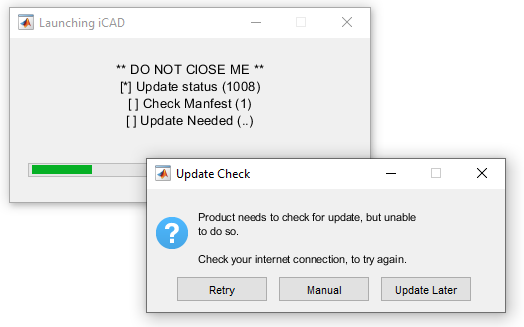 Launching iCAD
** DO NOT ClOSE ME **
[*] Update status (1008)
[ ] Check Manfest (1)
[ ] Update Needed (..)
Update Check
Product needs to check for update, but unable
to do so.
Check your internet connection, to try again.
Retry
Manual
Update Later